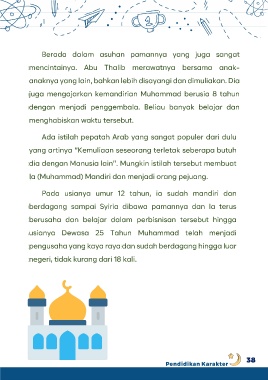 Berada dalam asuhan pamannya yang juga sangat
mencintainya. Abu Thalib merawatnya bersama anak-
anaknya yang lain, bahkan lebih disayangi dan dimuliakan. Dia
juga mengajarkan kemandirian Muhammad berusia 8 tahun
dengan menjadi penggembala. Beliau banyak belajar dan
menghabiskan waktu tersebut.
Ada istilah pepatah Arab yang sangat populer dari dulu
yang artinya "Kemulioan seseorang terletak seberapa butuh
dia dengan Manusia lain". Mungkin istilah tersebut membuat
Ia (Muhammad) Mandiri dan menjadi orang pejuang.
Pada usianya umur 12 tahun, ia sudah mandiri dan
berdagang sampai Syiria dibawa pamannya dan Ia terus
berusaha dan belajar dalam perbisnisan tersebut hingga
usianya Dewasa 25 Tahun Muhammad telah menjadi
pengusaha yang kaya raya dan sudah berdagang hingga luar
negeri, tidak kurang dari 18 kali.
Pendidikan Karakter 38